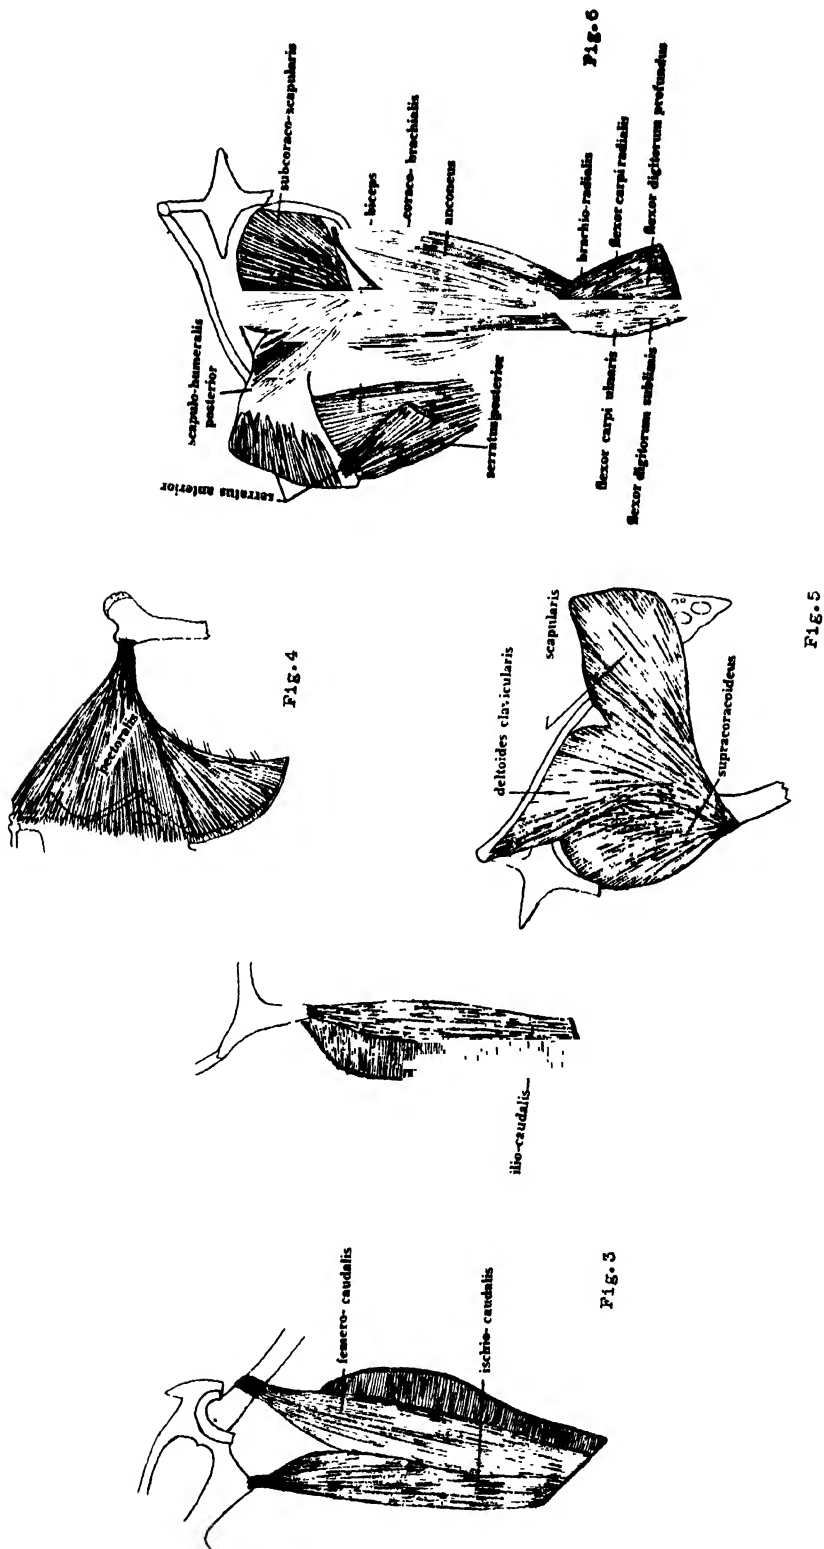 femero-caudalis
ischio-caudalis
Fig.3
ilio-caudalis
pectoralis
Fig.4
deltoides clavicularis
scapularis
supracoracoideus
Fig.5
serratus anterior
scapulo-humeralis
posterior
subcoraco-scapularis
biceps
coraco-brachialis
anconeus
serratus posterior
brachio-radialis
flexor carpi radialis
flexor digitorum profundus
flexor carpi ulnaris
flexor digitorum sublimis
Fig.6